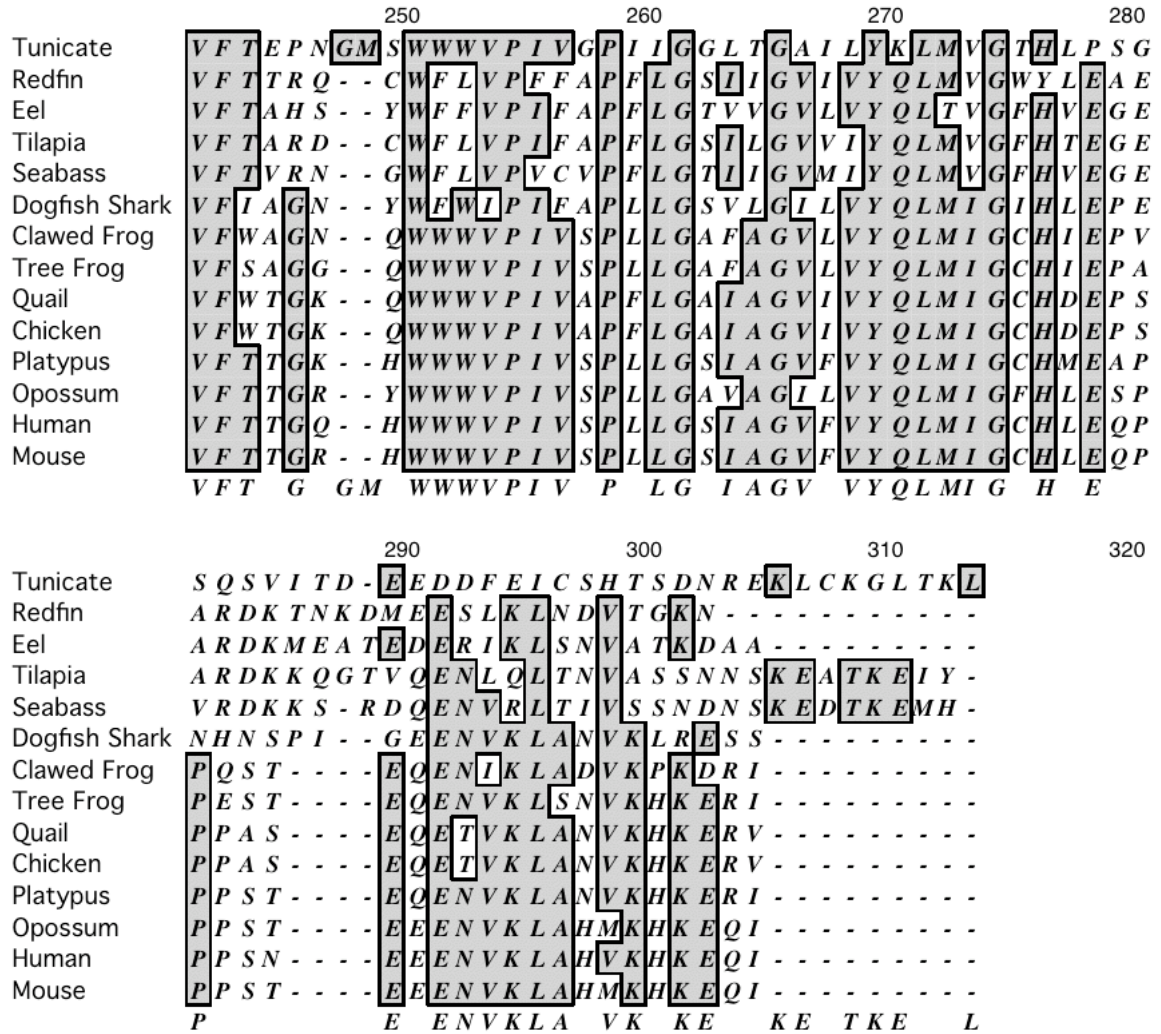 250 260 270 280
Tunicate V F T E P N G M S W W W V P I V G P I I G G L T G A I L Y K L M V G T H L P S G
Redfin V F T T R Q - - C W F L V P F F A P F L G S I I G V I V Y Q L M V G W Y L E A E
Eel V F T A H S - - Y W F F V P I F A P F L G T V V G V L V Y Q L T V G F H V E G E
Tilapia V F T A R D - - C W F L V P I F A P F L G S I L G V V I Y Q L M V G F H T E G E
Seabass V F T V R N - - G W F L V P V C V P F L G T I I G V M I Y Q L M V G F H V E G E
Dogfish Shark V F I A G N - - Y W F W I P I F A P L L G S V L G I L V Y Q L M I G I H L E P E
Clawed Frog V F W A G N - - Q W W W V P I V S P L L G A F A G V L V Y Q L M I G C H I E P V
Tree Frog V F S A G G - - Q W W W V P I V S P L L G A F A G V L V Y Q L M I G C H I E P A
Quail V F W T G K - - Q W W W V P I V A P F L G A I A G V I V Y Q L M I G C H D E P S
Chicken V F W T G K - - Q W W W V P I V A P F L G A I A G V I V Y Q L M I G C H D E P S
Platypus V F T T G K - - H W W W V P I V S P L L G S I A G V F V Y Q L M I G C H M E A P
Opossum V F T T G R - - Y W W W V P I V S P L L G A V A G I L V Y Q L M I G F H L E S P
Human V F T T G Q - - H W W W V P I V S P L L G S I A G V F V Y Q L M I G C H L E Q P
Mouse V F T T G R - - H W W W V P I V S P L L G S I A G V F V Y Q L M I G C H L E Q P
V F T G G M W W W V P I V P L G I A G V V Y Q L M I G H E
290 300 310 320
Tunicate S Q S V I T D - E E D D F E I C S H T S D N R E K L C K G L T K L
Redfin A R D K T N K D M E E S L K L N D V T G K N - - - - - - - - - - -
Eel A R D K M E A T E D E R I K L S N V A T K D A A - - - - - - - - -
Tilapia A R D K K Q G T V Q E N L Q L T N V A S S N N S K E A T K E I Y -
Seabass V R D K K S - R D Q E N V R L T I V S S N D N S K E D T K E M H -
Dogfish Shark N H N S P I - - G E E N V K L A N V K L R E S S - - - - - - - - -
Clawed Frog P Q S T - - - - E Q E N I K L A D V K P K D R I - - - - - - - - -
Tree Frog P E S T - - - - E Q E N V K L S N V K H K E R I - - - - - - - - -
Quail P P A S - - - - E Q E T V K L A N V K H K E R V - - - - - - - - -
Chicken P P A S - - - - E Q E T V K L A N V K H K E R V - - - - - - - - -
Platypus P P S T - - - - E Q E N V K L A N V K H K E R I - - - - - - - - -
Opossum P P S T - - - - E E E N V K L A H M K H K E Q I - - - - - - - - -
Human P P S N - - - - E E E N V K L A H V K H K E Q I - - - - - - - - -
Mouse P P S T - - - - E E E N V K L A H M K H K E Q I - - - - - - - - -
P E E N V K L A V K K E K E T K E L